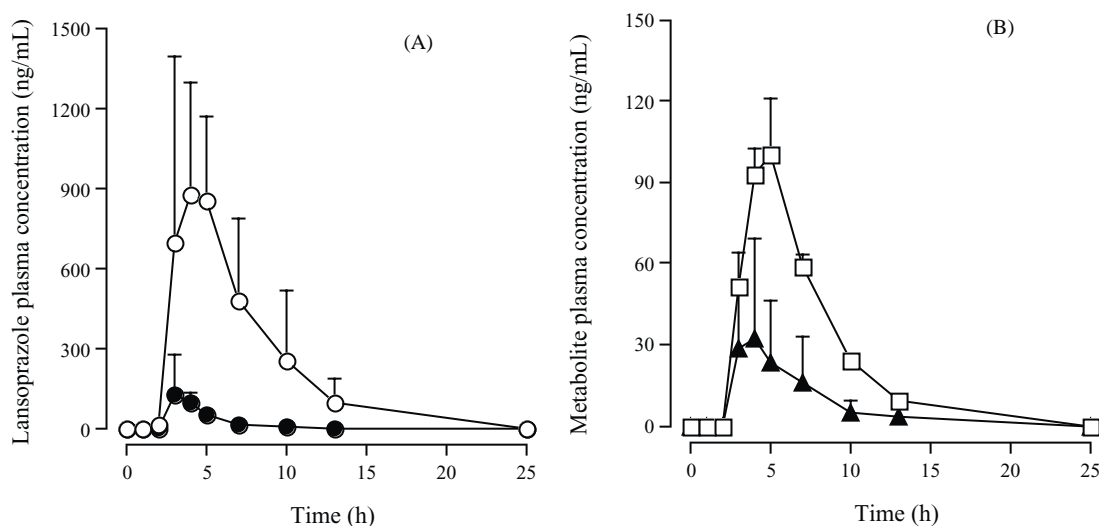 Lansoprazole plasma concentration (ng/mL)
1500
1200
900
600
300
0
0 5 10 15 20 25
Time (h)
(A)
Metabolite plasma concentration (ng/mL)
150
120
90
60
30
0
0 5 10 15 20 25
Time (h)
(B)